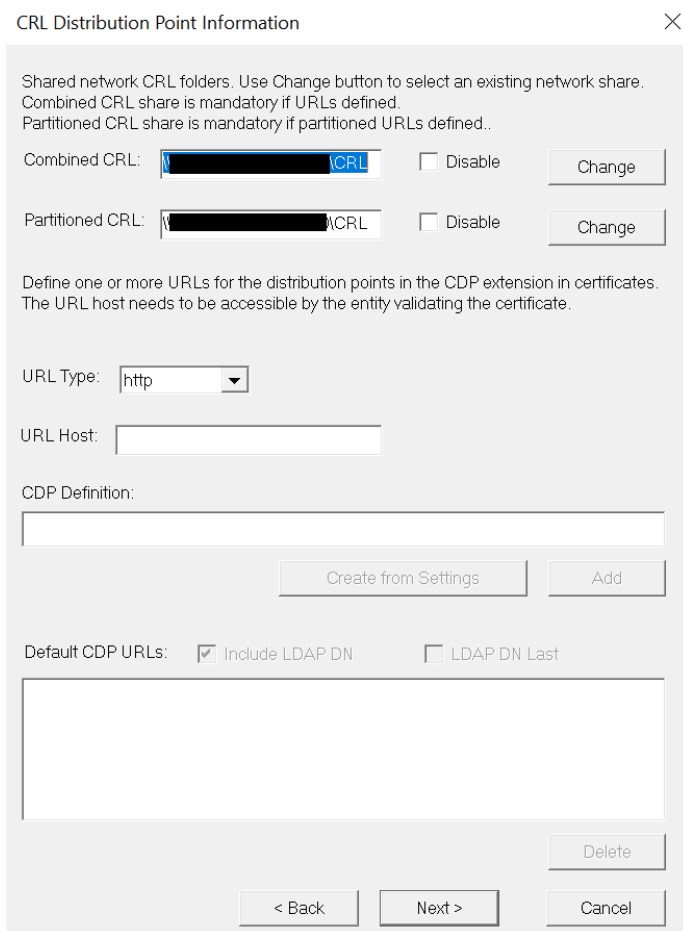 CRL Distribution Point Information
Shared network CRL folders. Use Change button to select an existing network share.
Combined CRL share is mandatory if URLs defined.
Partitioned CRL share is mandatory if partitioned URLs defined..
Combined CRL: \\ \CRL Disable Change
Partitioned CRL: \\ \CRL Disable Change
Define one or more URLs for the distribution points in the CDP extension in certificates.
The URL host needs to be accessible by the entity validating the certificate.
URL Type: http
URL Host:
CDP Definition:
Create from Settings Add
Default CDP URLs: Include LDAP DN LDAP DN Last
Delete
< Back Next > Cancel